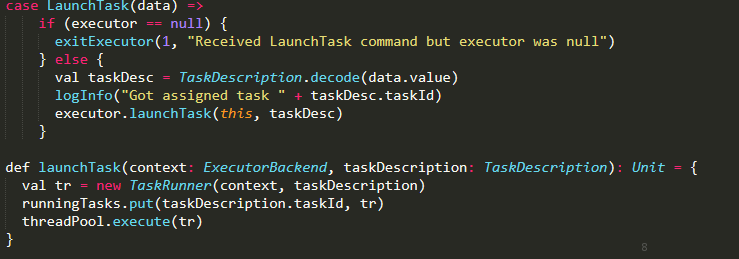 case LaunchTask(data) =>
if (executor == null) {
exitExecutor(1, "Received LaunchTask command but executor was null")
} else {
val taskDesc = TaskDescription.decode(data.value)
logInfo("Got assigned task " + taskDesc.taskId)
executor.launchTask(this, taskDesc)
}
def launchTask(context: ExecutorBackend, taskDescription: TaskDescription): Unit = {
val tr = new TaskRunner(context, taskDescription)
runningTasks.put(taskDescription.taskId, tr)
threadPool.execute(tr)
}
8